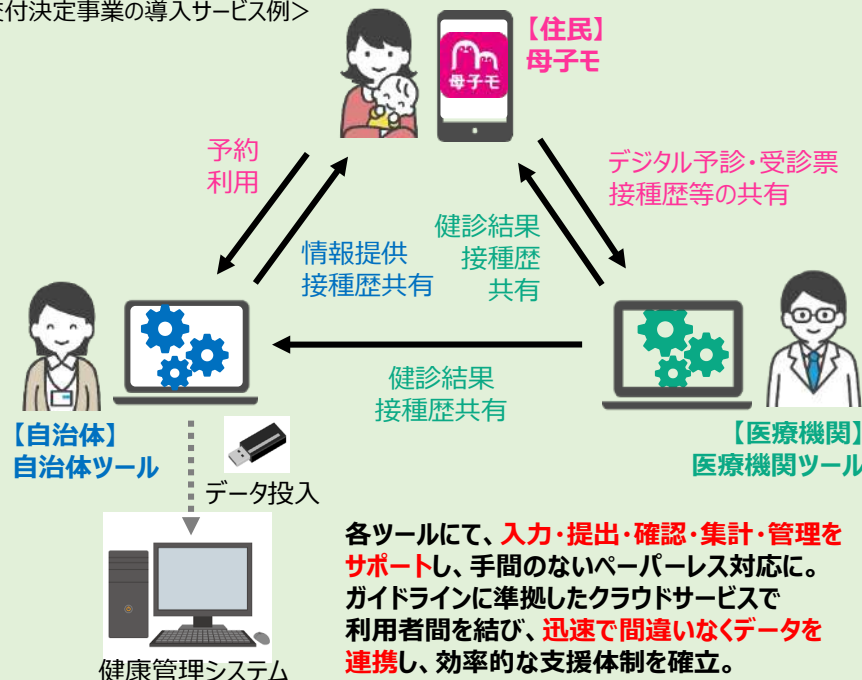 付決定事業の導入サービス例＞
【住民】
母子モ
母子モ
予約
利用
デジタル予診・受診票
接種歴等の共有
情報提供
接種歴共有
健診結果
接種歴
共有
健診結果
接種歴共有
【自治体】
自治体ツール
【医療機関】
医療機関ツール
データ投入
健康管理システム
各ツールにて、入力・提出・確認・集計・管理を
サポートし、手間のないペーパーレス対応に。
ガイドラインに準拠したクラウドサービスで
利用者間を結び、迅速で間違いなくデータを
連携し、効率的な支援体制を確立。